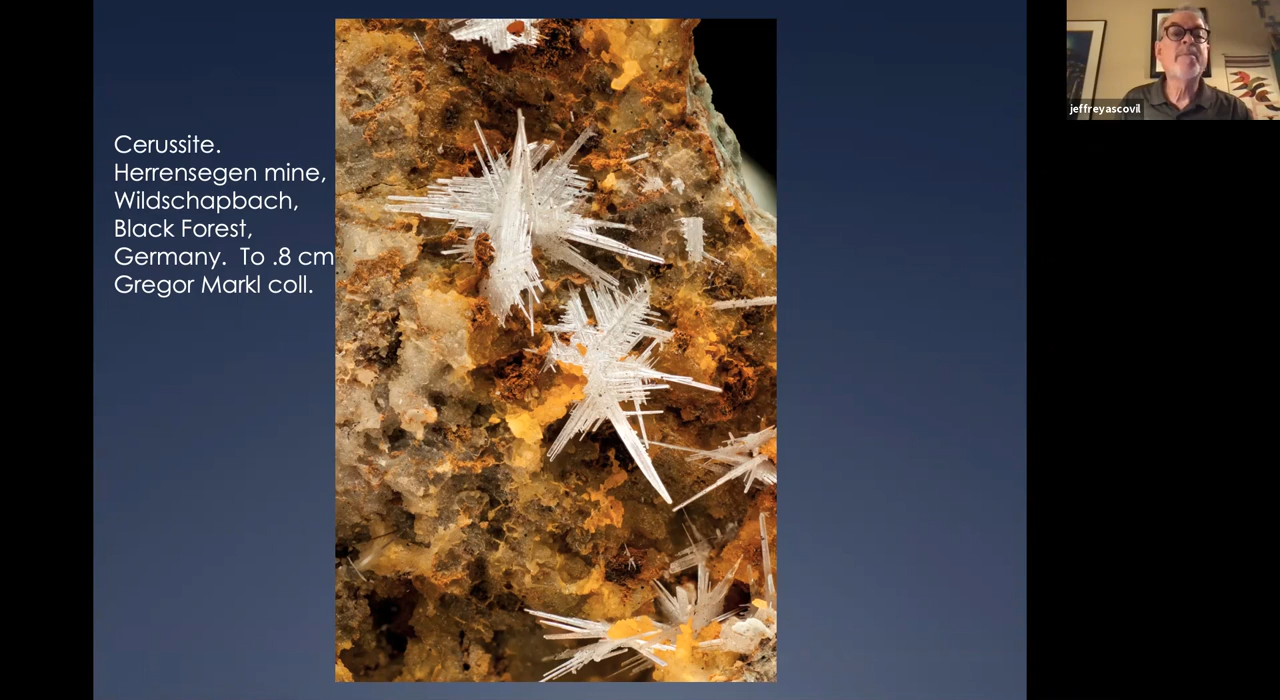 Cerussite.
Herrensegen mine,
Wildschapbach,
Black Forest,
Germany.  To .8 cm
Gregor Markl coll.
jeffreyascovil